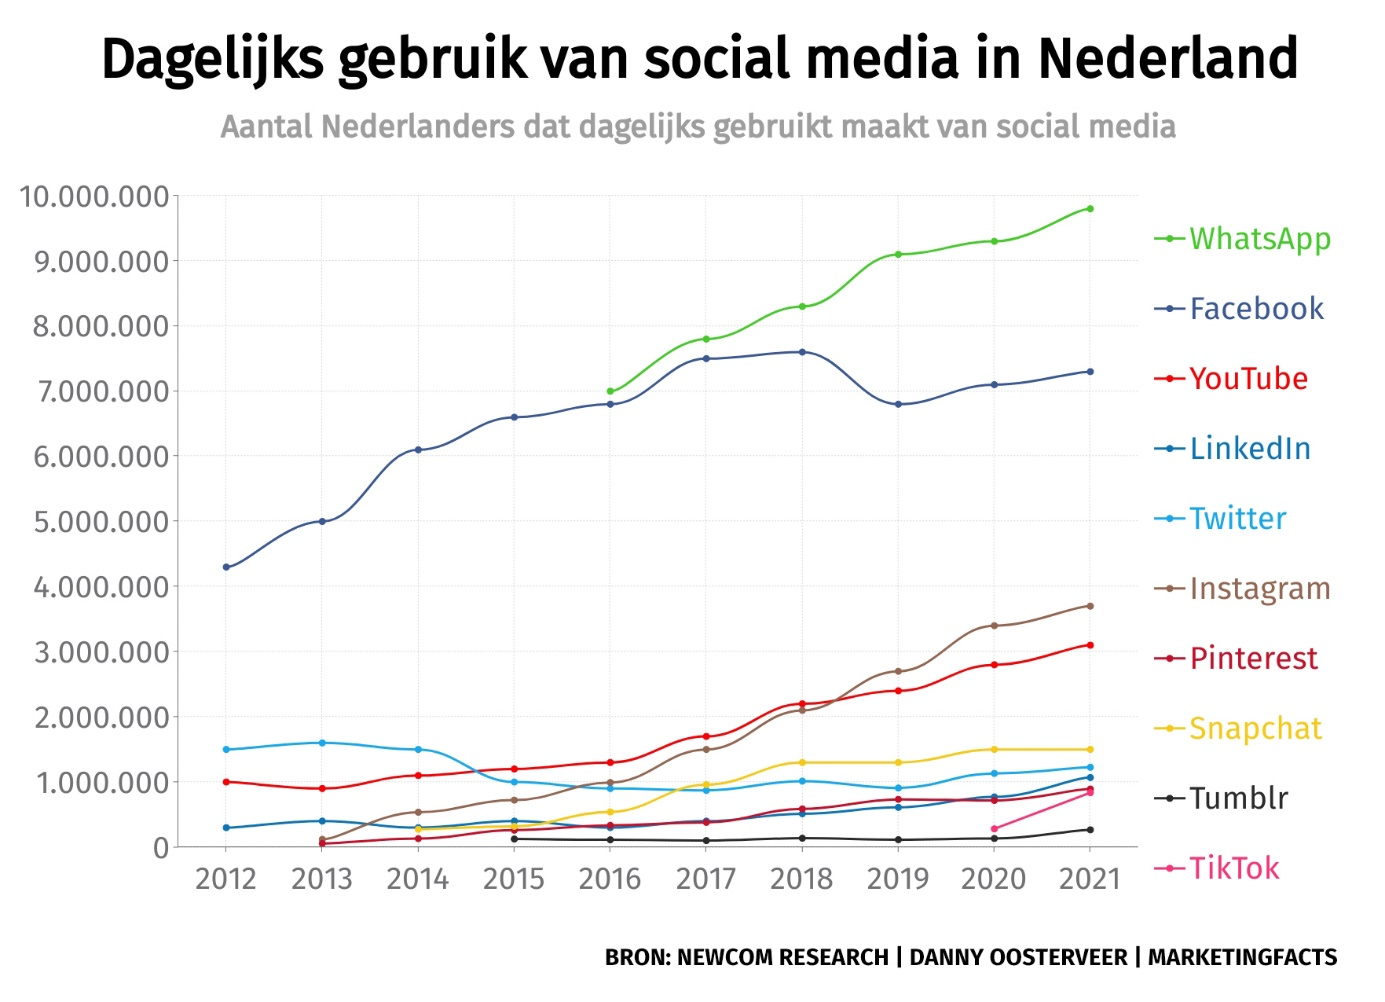 Dagelijks gebruik van social media in Nederland
Aantal Nederlanders dat dagelijks gebruikt maakt van social media
10.000.000
9.000.000
8.000.000
7.000.000
6.000.000
5.000.000
4.000.000
3.000.000
2.000.000
1.000.000
0
2012 2013 2014 2015 2016 2017 2018 2019 2020 2021
WhatsApp
Facebook
YouTube
LinkedIn
Twitter
Instagram
Pinterest
Snapchat
Tumblr
TikTok
BRON: NEWCOM RESEARCH | DANNY OOSTERVEER | MARKETINGFACTS